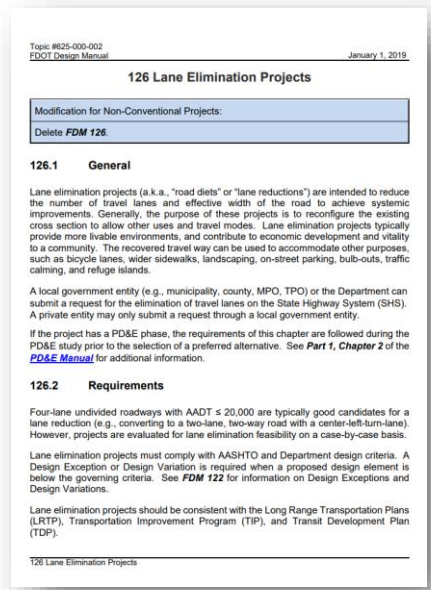 Topic #625-000-002
FDOT Design Manual January 1, 2019
126 Lane Elimination Projects
Modification for Non-Conventional Projects:
Delete FDM 126.
126.1 General
Lane elimination projects (a.k.a., “road diets” or “lane reductions”) are intended to reduce
the number of travel lanes and effective width of the road to achieve systemic
improvements. Generally, the purpose of these projects is to reconfigure the existing
cross section to allow other uses and travel modes. Lane elimination projects typically
provide more livable environments, and contribute to economic development and vitality
to a community. The recovered travel way can be used to accommodate other purposes,
such as bicycle lanes, wider sidewalks, landscaping, on-street parking, bulb-outs, traffic
calming, and refuge islands.
A local government entity (e.g., municipality, county, MPO, TPO) or the Department can
submit a request for the elimination of travel lanes on the State Highway System (SHS).
A private entity may only submit a request through a local government entity.
If the project has a PD&E phase, the requirements of this chapter are followed during the
PD&E study prior to the selection of a preferred alternative. See Part 1, Chapter 2 of the
PD&E Manual for additional information.
126.2 Requirements
Four-lane undivided roadways with AADT ≤ 20,000 are typically good candidates for a
lane reduction (e.g., converting to a two-lane, two-way road with a center-left-turn-lane).
However, projects are evaluated for lane elimination feasibility on a case-by-case basis.
Lane elimination projects must comply with AASHTO and Department design criteria. A
Design Exception or Design Variation is required when a proposed design element is
below the governing criteria. See FDM 122 for information on Design Exceptions and
Design Variations.
Lane elimination projects should be consistent with the Long Range Transportation Plans
(LRTP), Transportation Improvement Program (TIP), and Transit Development Plan
(TDP).
126 Lane Elimination Projects